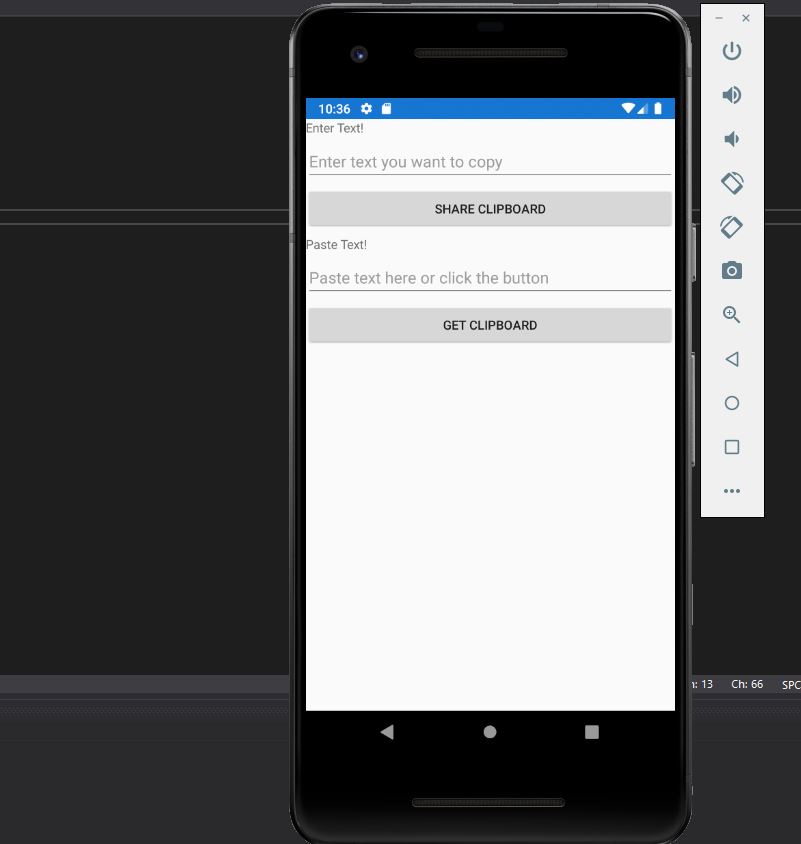 10:36
Enter Text!
Enter text you want to copy
SHARE CLIPBOARD
Paste Text!
Paste text here or click the button
GET CLIPBOARD
: 13 Ch: 66 SPC